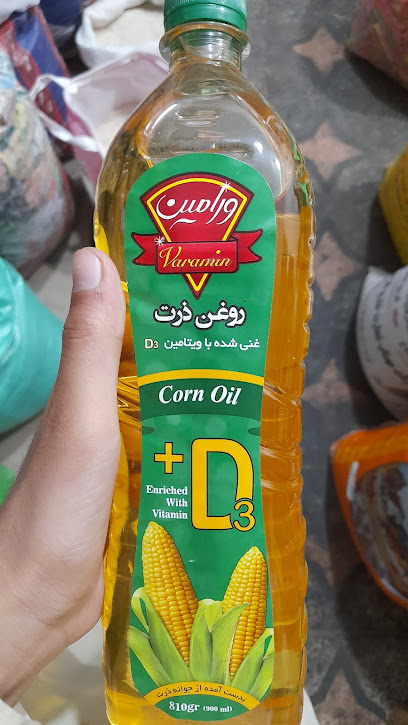 ورامین
Varamin
روغن ذرت
غنی شده با ویتامین D3
Corn Oil
+D3
Enriched
With
Vitamin
بدست آمده از جوانه ذرت
810gr (900 ml)